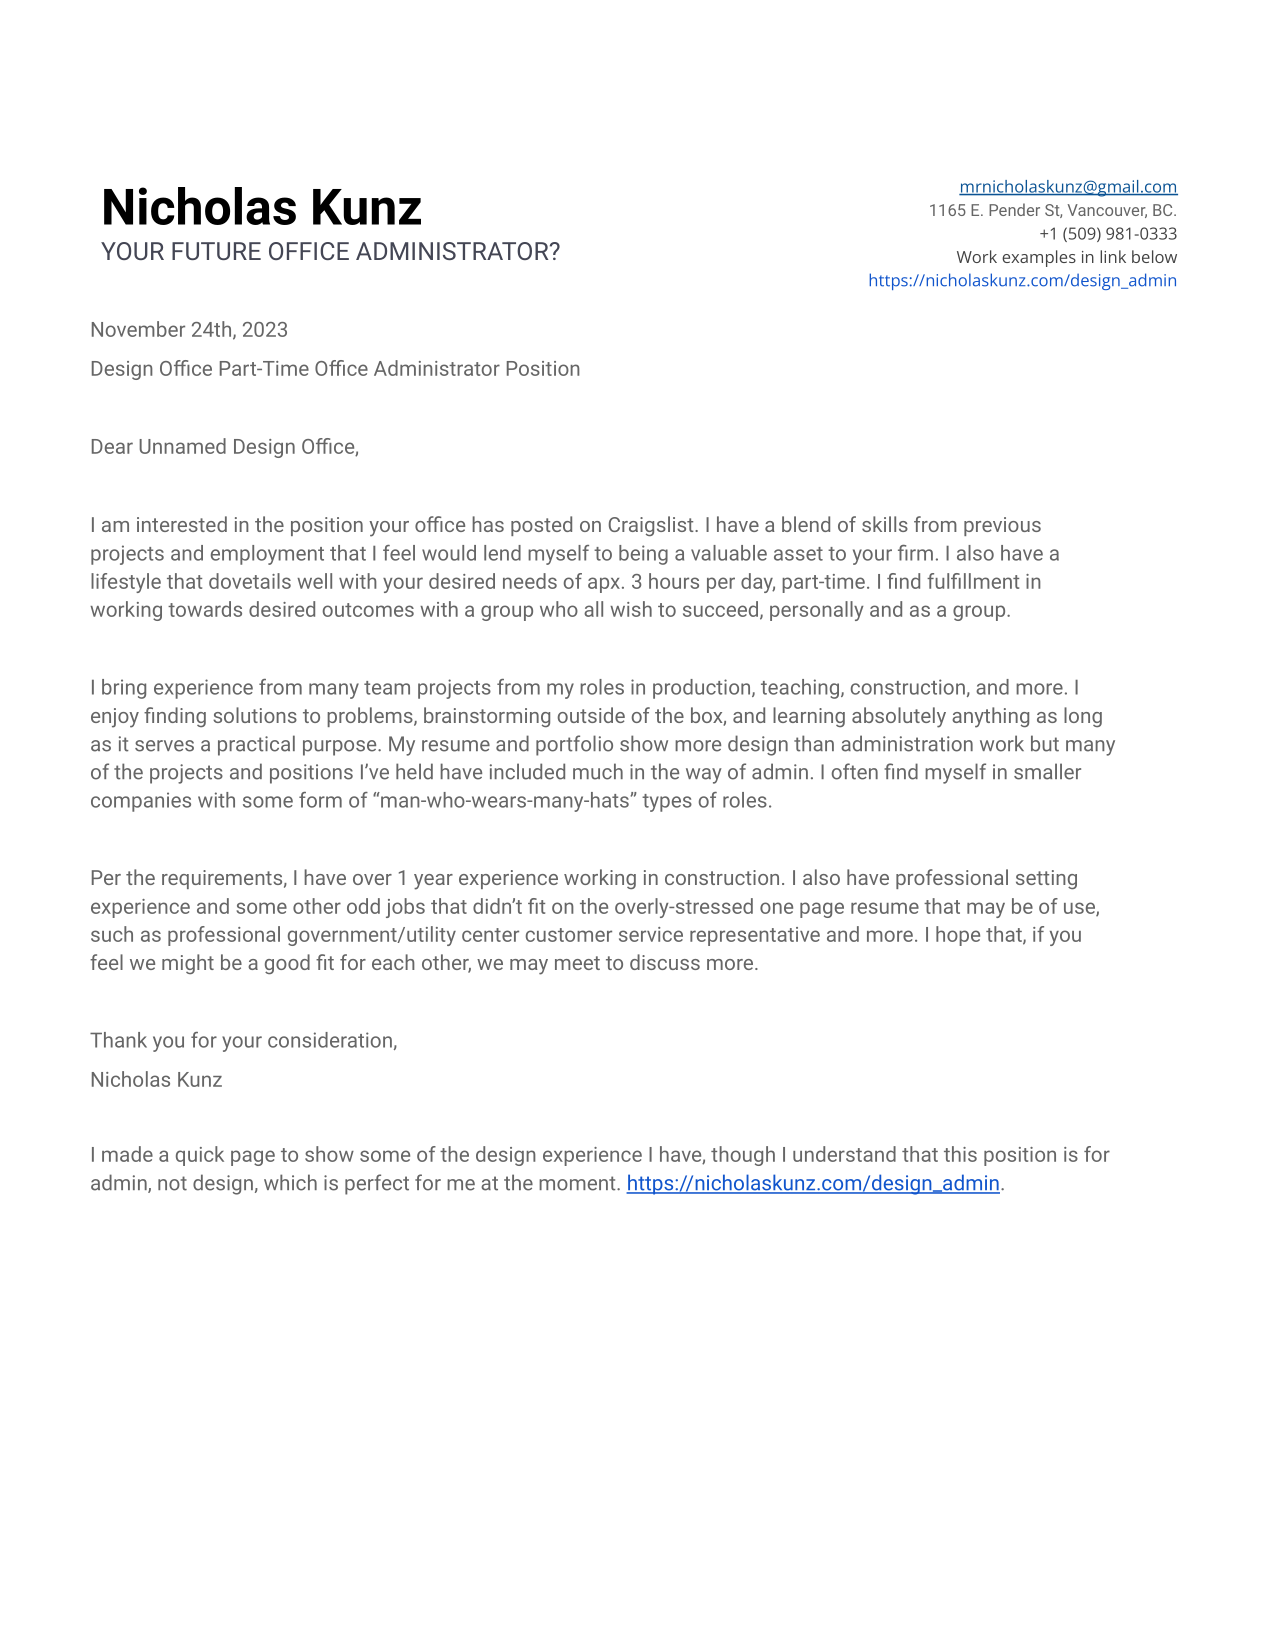 Nicholas Kunz
YOUR FUTURE OFFICE ADMINISTRATOR?
mrnicholaskunz@gmail.com
1165 E. Pender St, Vancouver, BC.
+1 (509) 981-0333
Work examples in link below
https://nicholaskunz.com/design_admin
November 24th, 2023
Design Office Part-Time Office Administrator Position
Dear Unnamed Design Office,
I am interested in the position your office has posted on Craigslist. I have a blend of skills from previous
projects and employment that I feel would lend myself to being a valuable asset to your firm. I also have a
lifestyle that dovetails well with your desired needs of apx. 3 hours per day, part-time. I find fulfillment in
working towards desired outcomes with a group who all wish to succeed, personally and as a group.
I bring experience from many team projects from my roles in production, teaching, construction, and more. I
enjoy finding solutions to problems, brainstorming outside of the box, and learning absolutely anything as long
as it serves a practical purpose. My resume and portfolio show more design than administration work but many
of the projects and positions I’ve held have included much in the way of admin. I often find myself in smaller
companies with some form of “man-who-wears-many-hats” types of roles.
Per the requirements, I have over 1 year experience working in construction. I also have professional setting
experience and some other odd jobs that didn’t fit on the overly-stressed one page resume that may be of use,
such as professional government/utility center customer service representative and more. I hope that, if you
feel we might be a good fit for each other, we may meet to discuss more.
Thank you for your consideration,
Nicholas Kunz
I made a quick page to show some of the design experience I have, though I understand that this position is for
admin, not design, which is perfect for me at the moment. https://nicholaskunz.com/design_admin.